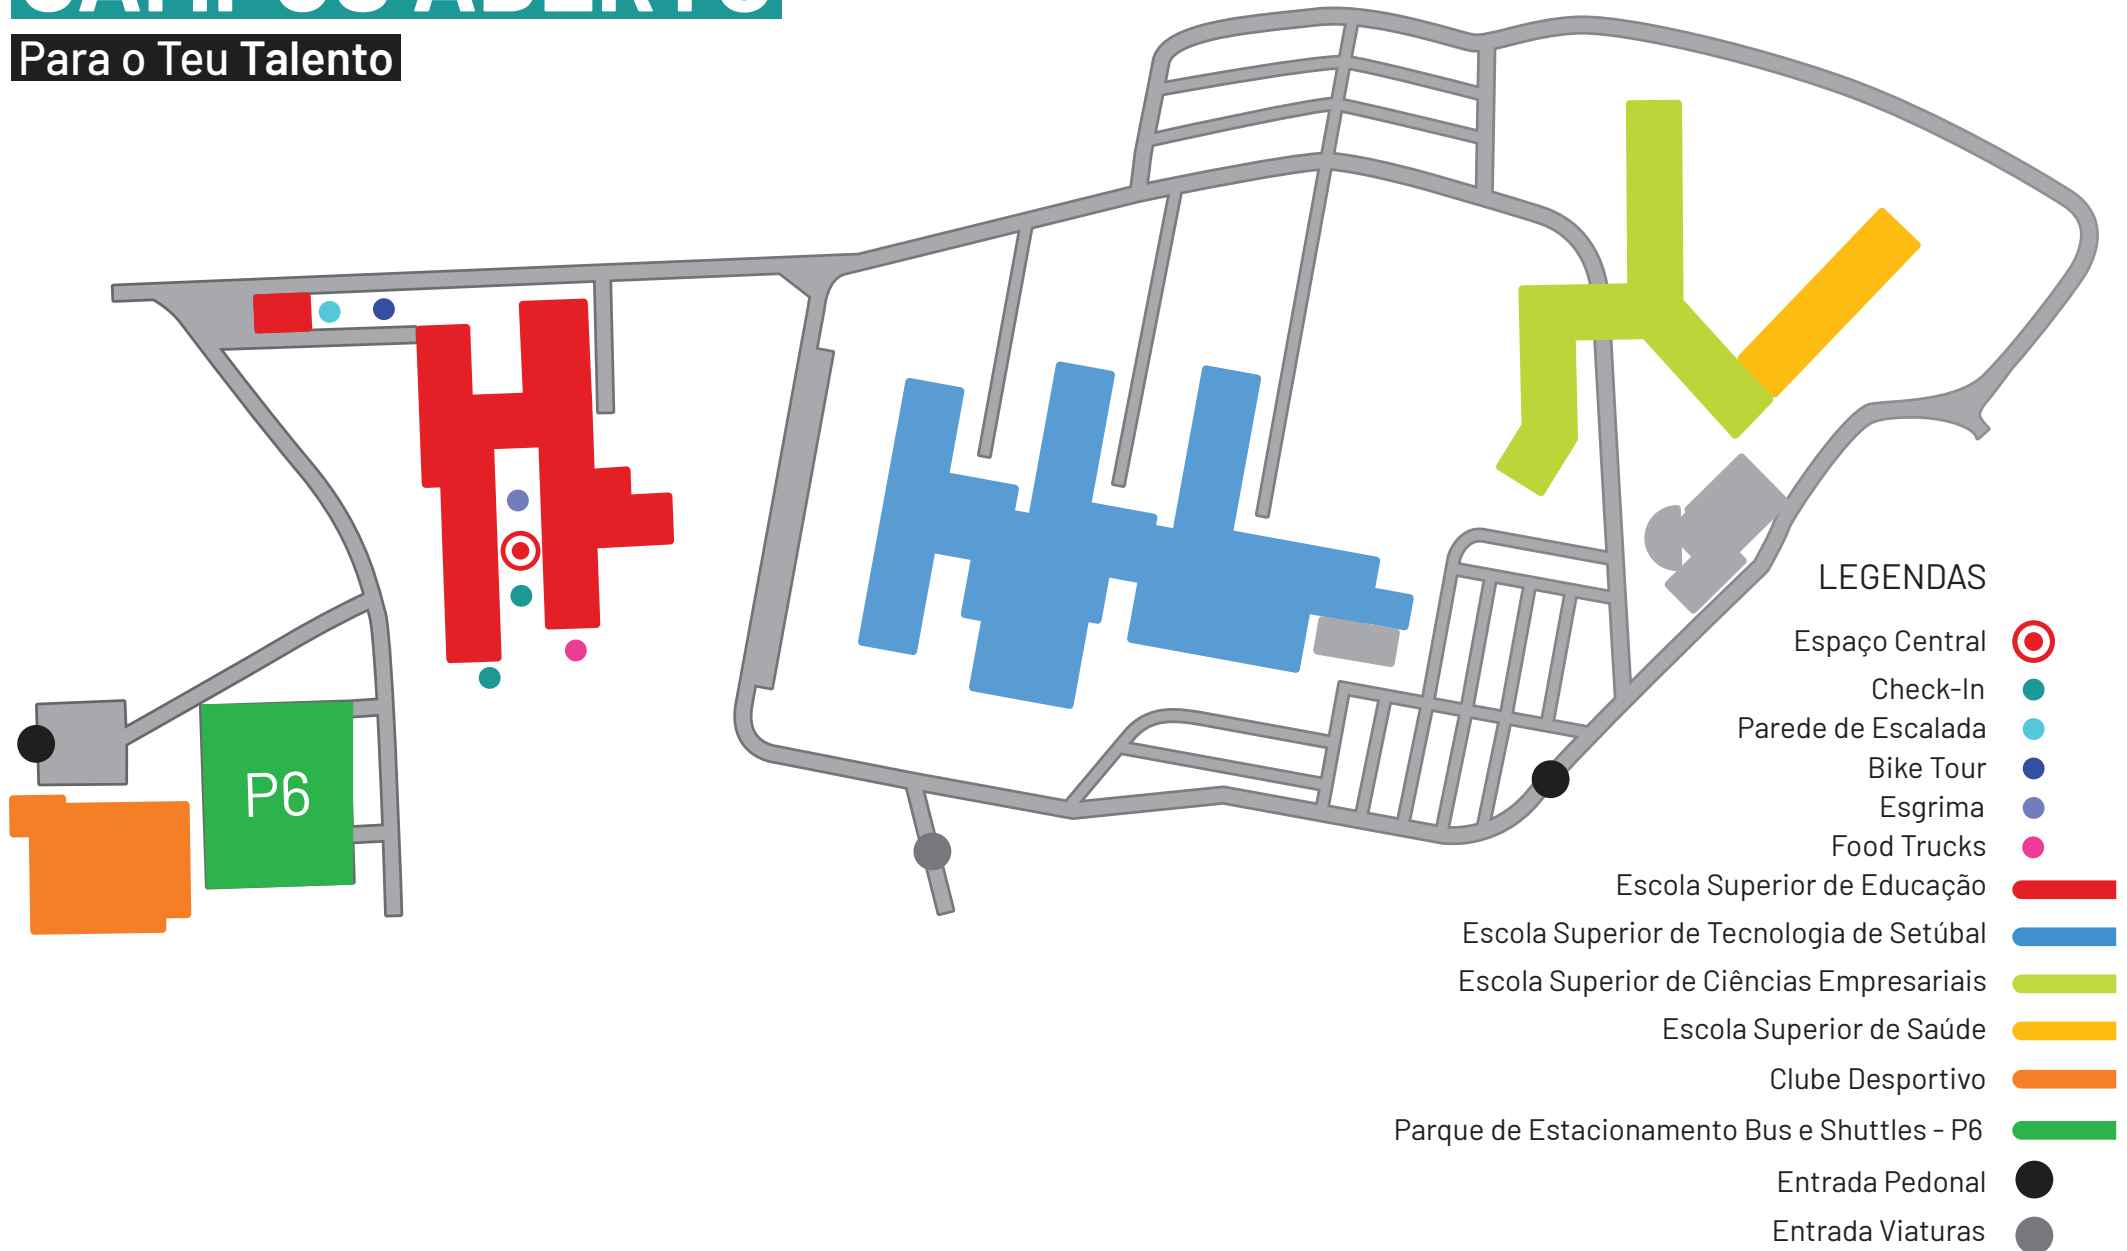 CAMPUS ABERTO
Para o Teu Talento
P6
LEGENDAS
Espaço Central
Check-In
Parede de Escalada
Bike Tour
Esgrima
Food Trucks
Escola Superior de Educação
Escola Superior de Tecnologia de Setúbal
Escola Superior de Ciências Empresariais
Escola Superior de Saúde
Clube Desportivo
Parque de Estacionamento Bus e Shuttles - P6
Entrada Pedonal
Entrada Viaturas